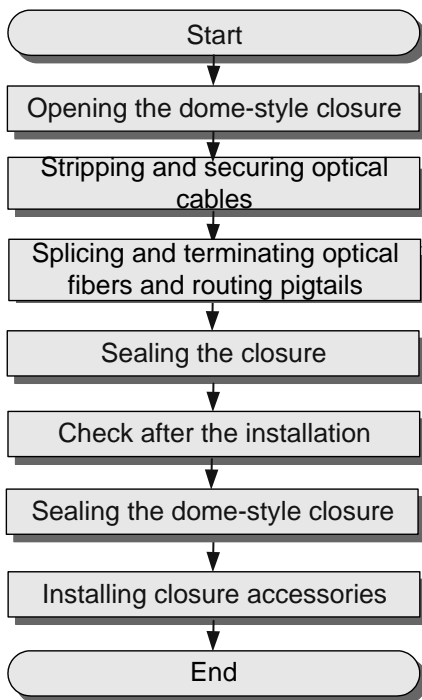 Start
Opening the dome-style closure
Stripping and securing optical
cables
Splicing and terminating optical
fibers and routing pigtails
Sealing the closure
Check after the installation
Sealing the dome-style closure
Installing closure accessories
End